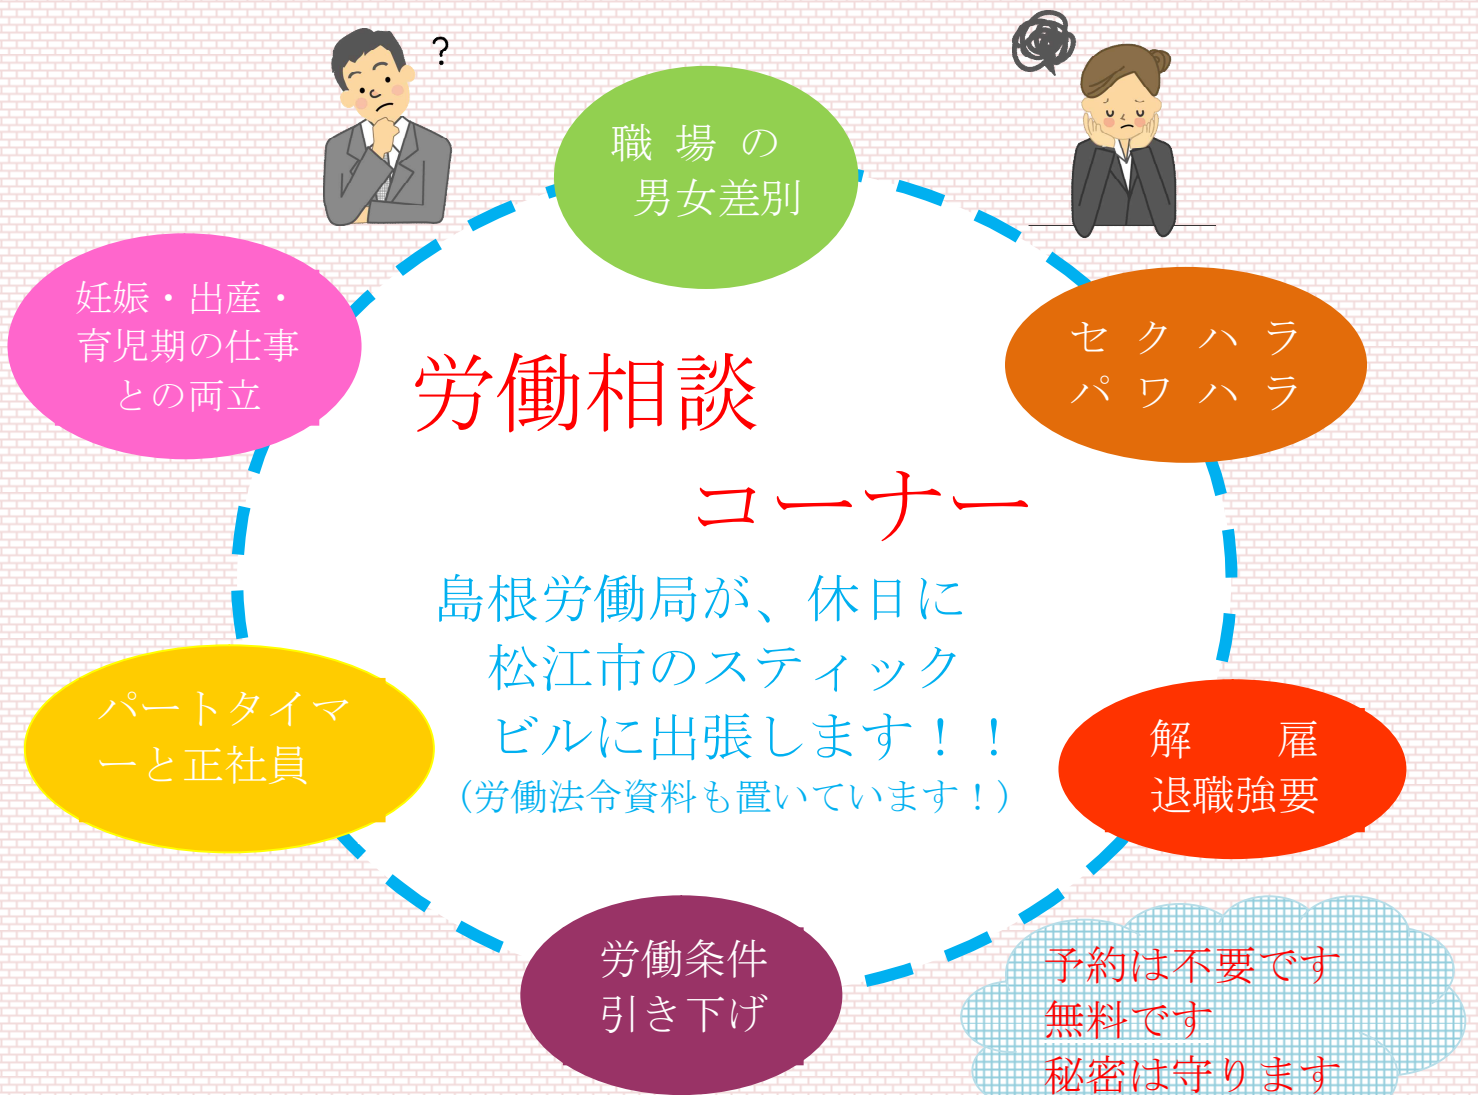 ?
職場の
男女差別
妊娠・出産・
育児期の仕事
との両立
セクハラ
パワハラ
労働相談
コーナー
島根労働局が、休日に
松江市のスティック
ビルに出張します！！
（労働法令資料も置いています！）
パートタイマ
ーと正社員
解雇
退職強要
労働条件
引き下げ
予約は不要です
無料です
秘密は守ります